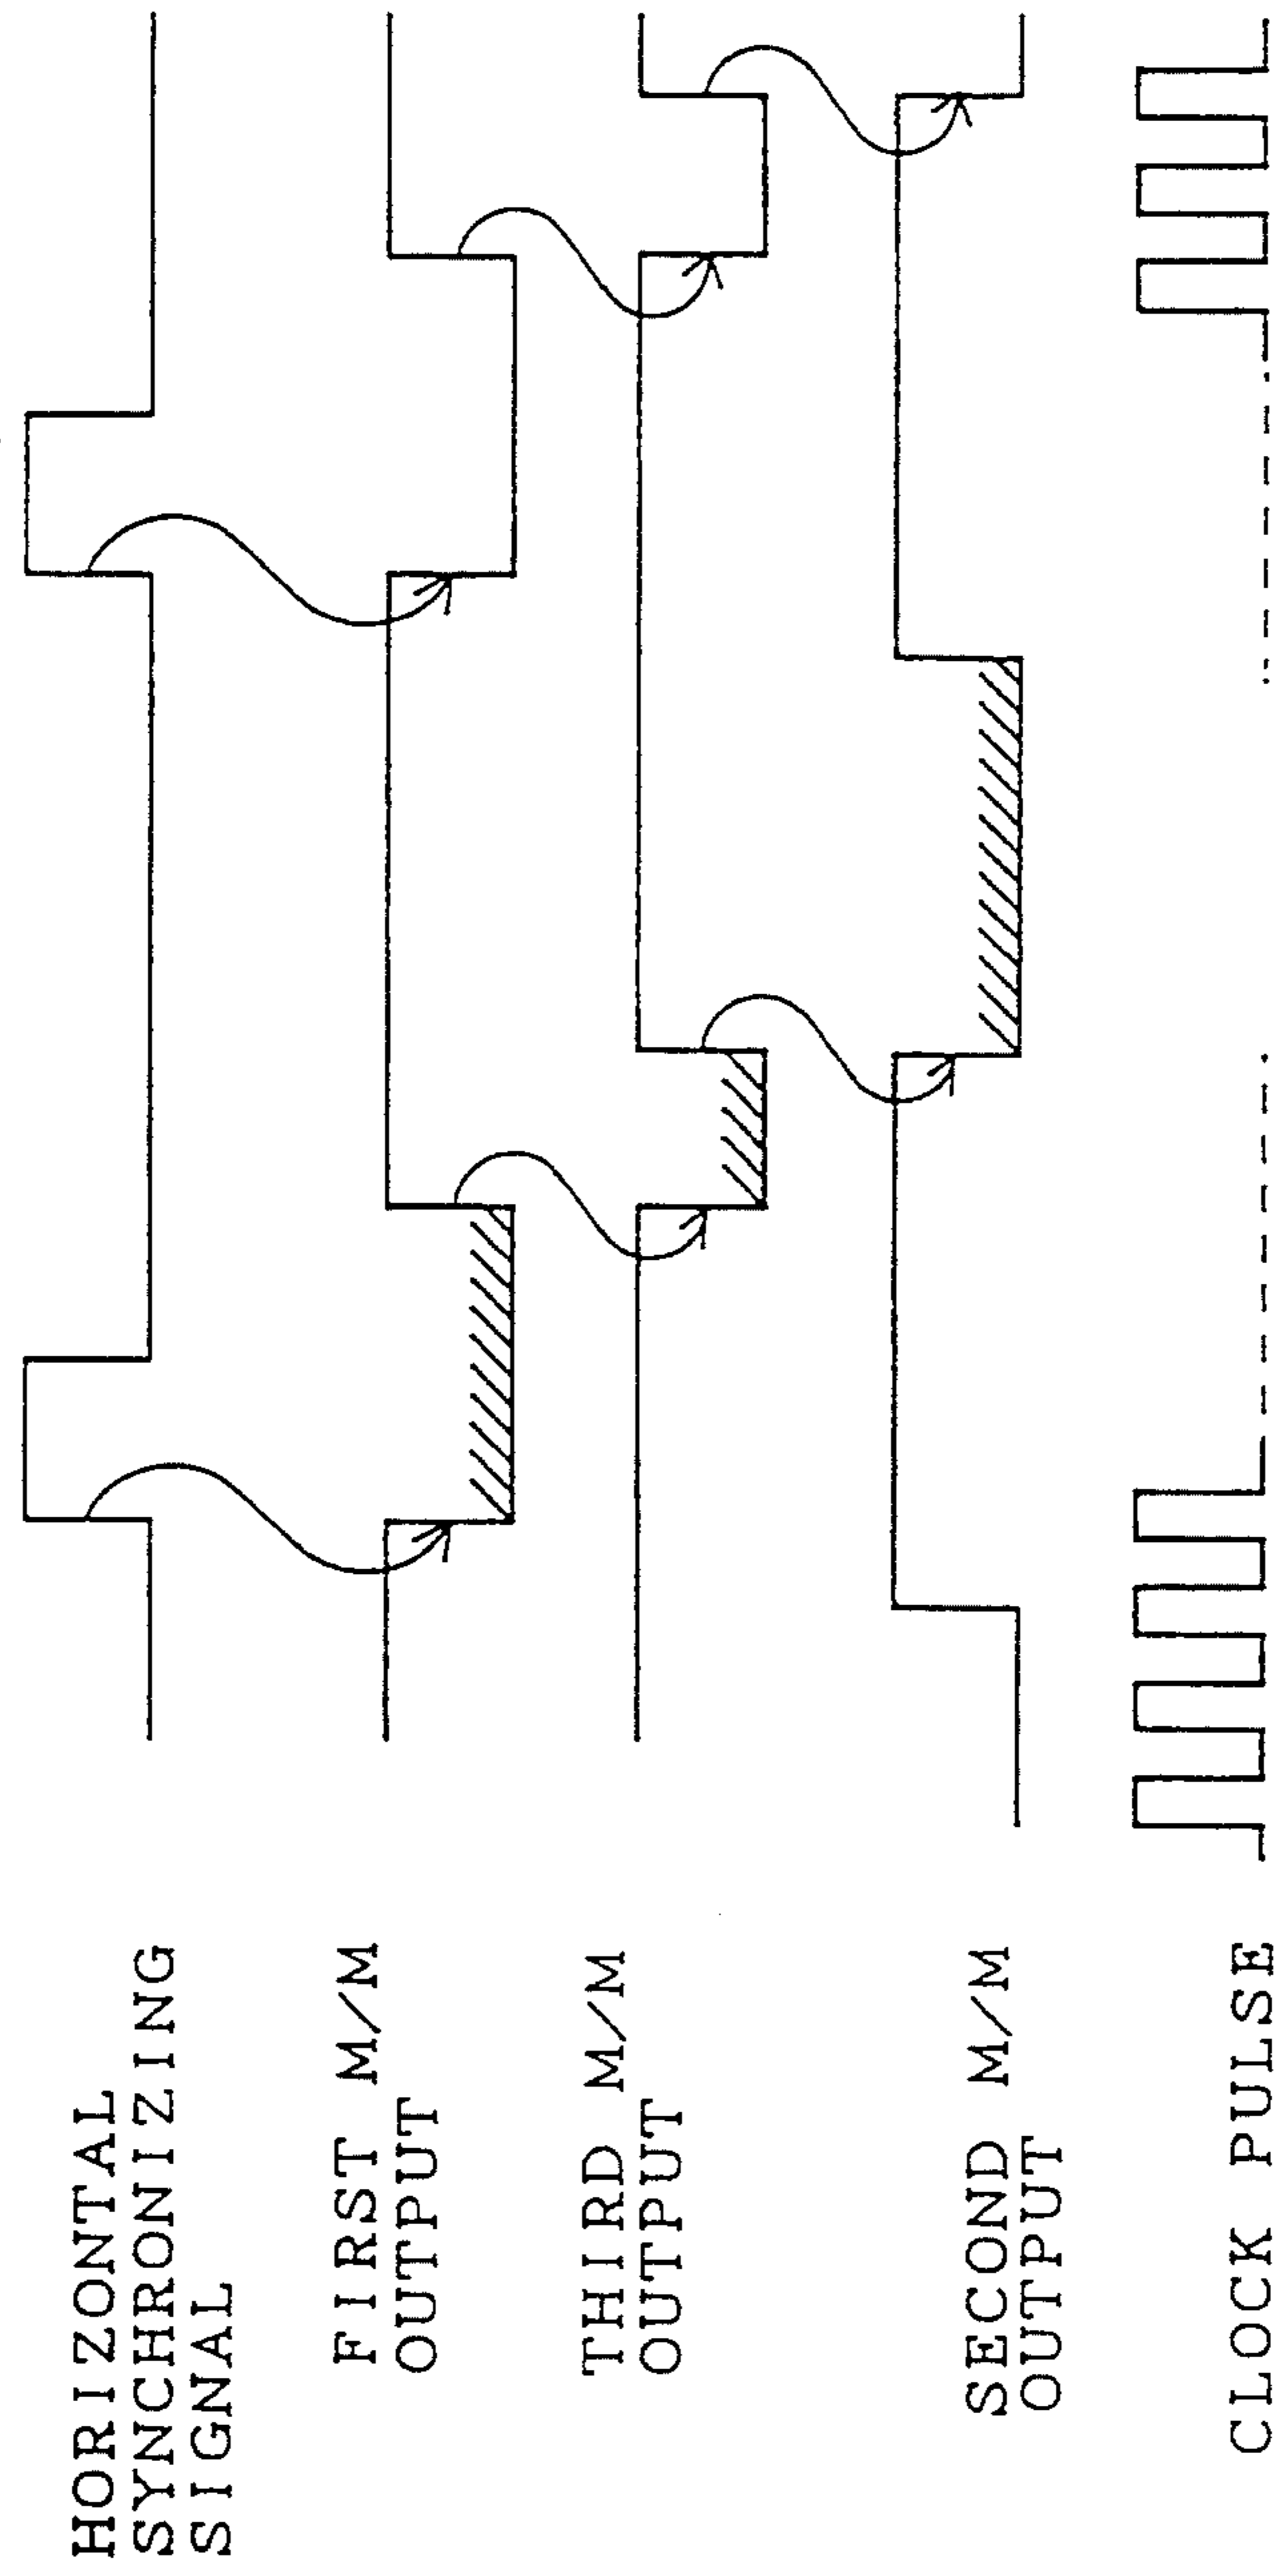 HORIZONTAL
SYNCHRONIZING
SIGNAL
FIRST M/M
OUTPUT
THIRD M/M
OUTPUT
SECOND M/M
OUTPUT
CLOCK PULSE